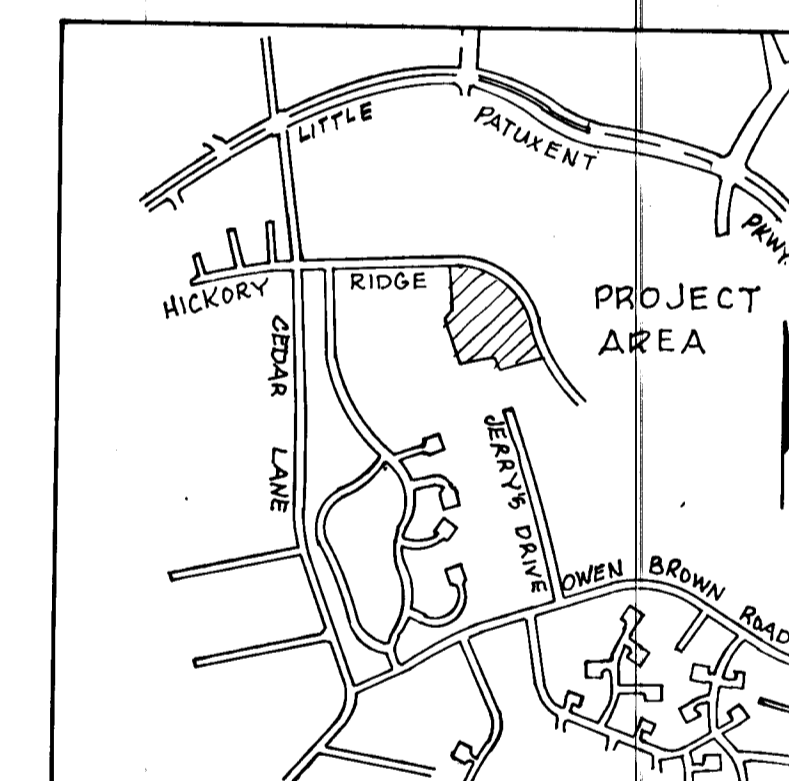 LITTLE
PATUXENT
PKWY.
HICKORY
RIDGE
PROJECT
AREA
CEDAR
LANE
JERRY'S DRIVE
OWEN BROWN ROAD